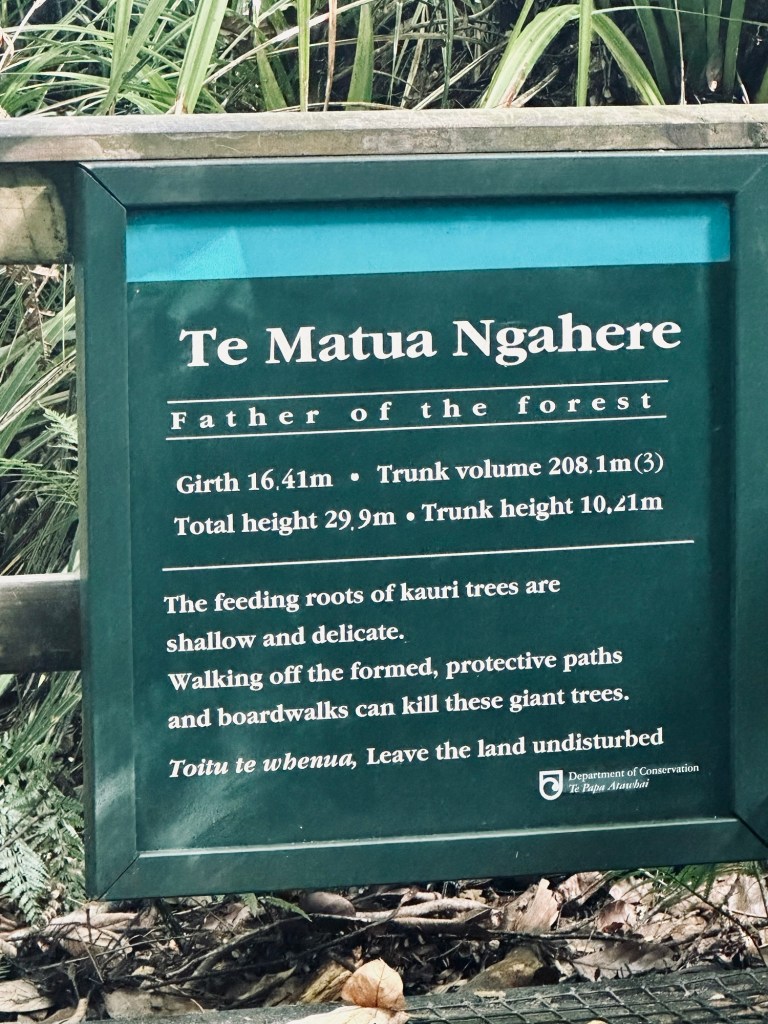 Te Matua Ngahere
Father of the forest
Girth 16.41m • Trunk volume 208.1m(3)
Total height 29.9m • Trunk height 10.21m
The feeding roots of kauri trees are
shallow and delicate.
Walking off the formed, protective paths
and boardwalks can kill these giant trees.
Toitu te whenua, Leave the land undisturbed
Department of Conservation
Te Papa Atawhai